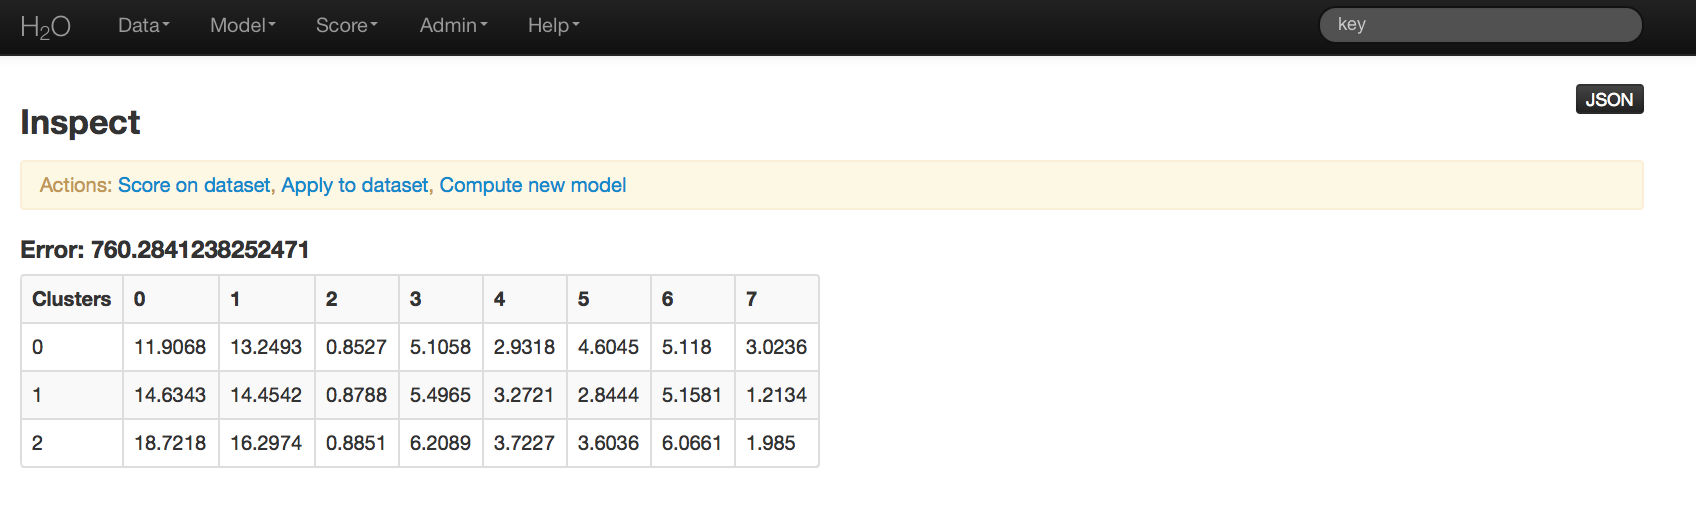 H2O Data Model Score Admin Help key
JSON
Inspect
Actions: Score on dataset, Apply to dataset, Compute new model
Error: 760.2841238252471
Clusters 0 1 2 3 4 5 6 7
0 11.9068 13.2493 0.8527 5.1058 2.9318 4.6045 5.118 3.0236
1 14.6343 14.4542 0.8788 5.4965 3.2721 2.8444 5.1581 1.2134
2 18.7218 16.2974 0.8851 6.2089 3.7227 3.6036 6.0661 1.985